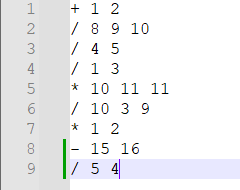 1 + 1 2
2 / 8 9 10
3 / 4 5
4 / 1 3
5 * 10 11 11
6 / 10 3 9
7 * 1 2
8 - 15 16
9 / 5 4